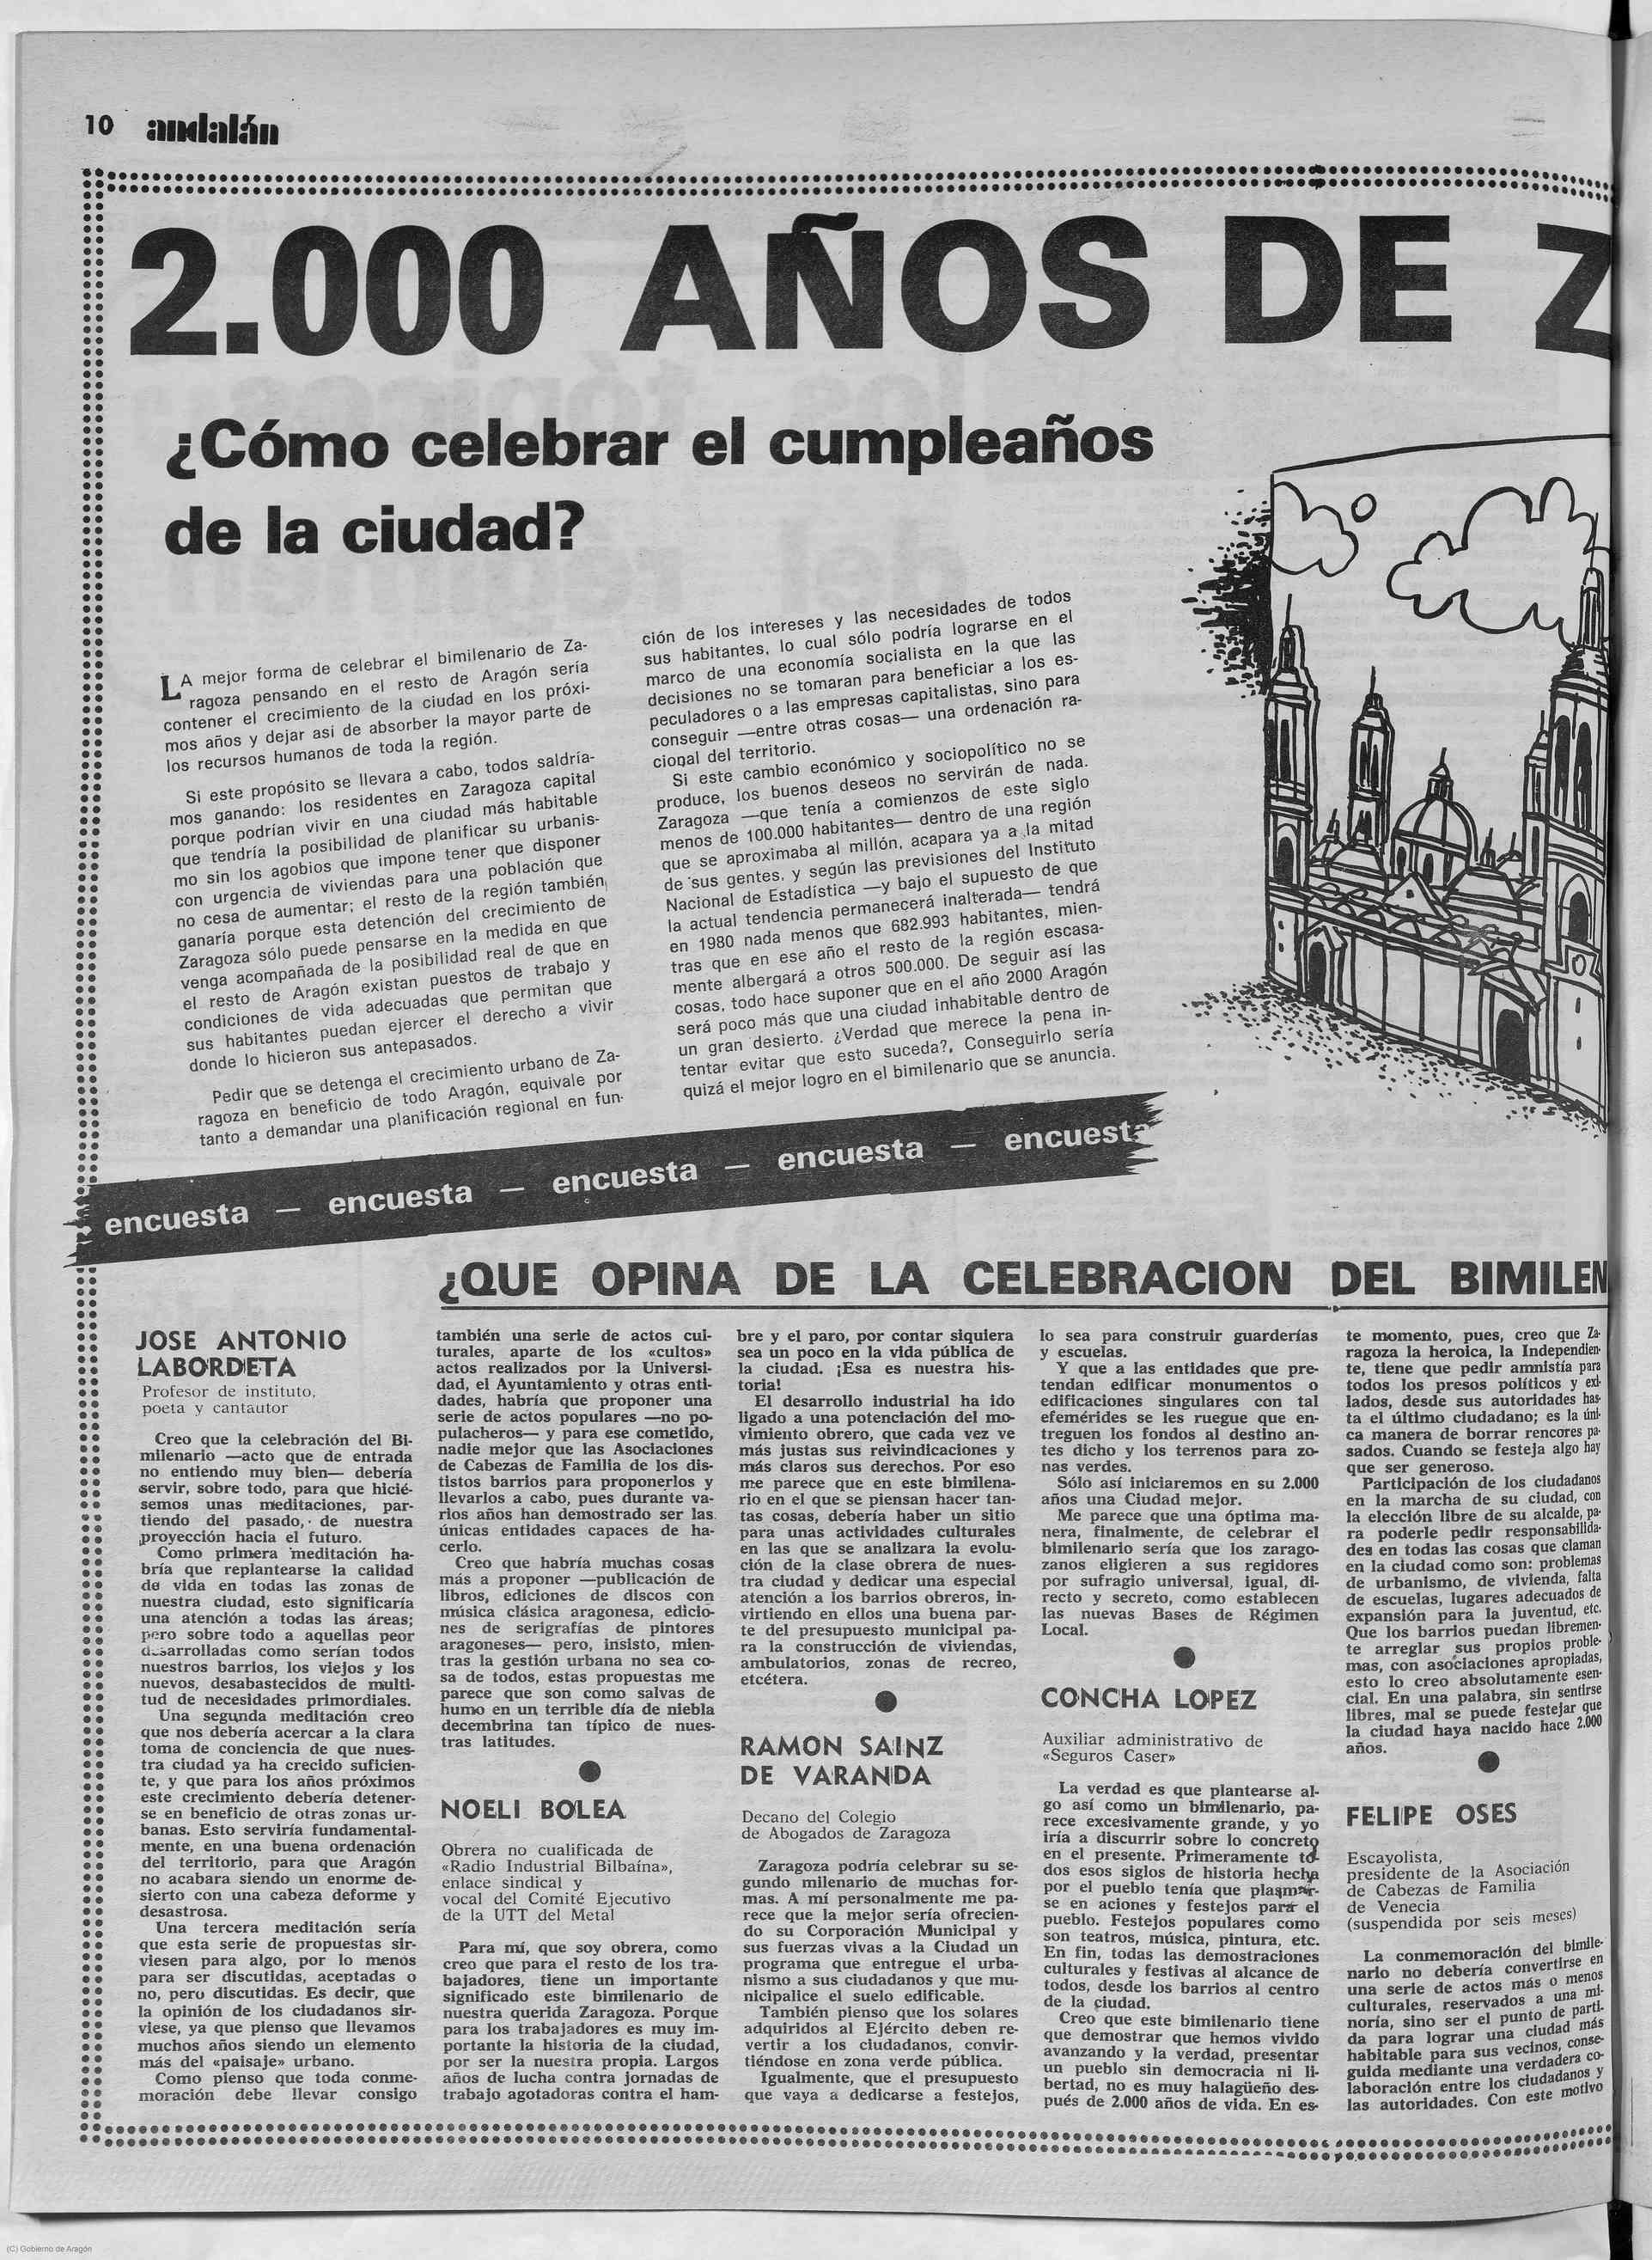 10 andalán
2.000 AÑOS DE Z
¿Cómo celebrar el cumpleaños
de la ciudad?
LA mejor forma de celebrar el bimilenario de Za-
ragoza pensando en el resto de Aragón sería
contener el crecimiento de la ciudad en los próxi-
mos años y dejar así de absorber la mayor parte de
los recursos humanos de toda la región.
Si este propósito se llevara a cabo, todos saldría-
mos ganando: los residentes en Zaragoza capital
porque podrían vivir en una ciudad más habitable
que tendría la posibilidad de planificar su urbanis-
mo sin los agobios que impone tener que disponer
con urgencia de viviendas para una población que
no cesa de aumentar; el resto de la región también
ganaría porque esta detención del crecimiento de
Zaragoza sólo puede pensarse en la medida en que
venga acompañada de la posibilidad real de que en
el resto de Aragón existan puestos de trabajo y
condiciones de vida adecuadas que permitan que
sus habitantes puedan ejercer el derecho a vivir
donde lo hicieron sus antepasados.
Pedir que se detenga el crecimiento urbano de Za-
ragoza en beneficio de todo Aragón, equivale por
tanto a demandar una planificación regional en fun-
ción de los intereses y las necesidades de todos
sus habitantes, lo cual sólo podría lograrse en el
marco de una economía socialista en la que las
decisiones no se tomaran para beneficiar a los es-
peculadores o a las empresas capitalistas, sino para
conseguir —entre otras cosas— una ordenación ra-
cional del territorio.
Si este cambio económico y sociopolítico no se
produce, los buenos deseos no servirán de nada.
Zaragoza —que tenía a comienzos de este siglo
menos de 100.000 habitantes— dentro de una región
que se aproximaba al millón, acapara ya a la mitad
de sus gentes, y según las previsiones del Instituto
Nacional de Estadística —y bajo el supuesto de que
la actual tendencia permanecerá inalterada— tendrá
en 1980 nada menos que 682.993 habitantes, mien-
tras que en ese año el resto de la región escasa-
mente albergará a otros 500.000. De seguir así las
cosas, todo hace suponer que en el año 2000 Aragón
será poco más que una ciudad inhabitable dentro de
un gran desierto. ¿Verdad que merece la pena in-
tentar evitar que esto suceda?, Conseguirlo sería
quizá el mejor logro en el bimilenario que se anuncia.
encuesta — encuesta — encuesta — encuesta — encuesta
¿QUE OPINA DE LA CELEBRACION DEL BIMILEN
JOSE ANTONIO
LABORDETA
Profesor de instituto,
poeta y cantautor
Creo que la celebración del Bi-
milenario —acto que de entrada
no entiendo muy bien— debería
servir, sobre todo, para que hicié-
semos unas meditaciones, par-
tiendo del pasado, de nuestra
proyección hacia el futuro.
Como primera meditación ha-
bría que replantearse la calidad
de vida en todas las zonas de
nuestra ciudad, esto significaría
una atención a todas las áreas;
pero sobre todo a aquellas peor
desarrolladas como serían todos
nuestros barrios, los viejos y los
nuevos, desabastecidos de multi-
tud de necesidades primordiales.
Una segunda meditación creo
que nos debería acercar a la clara
toma de conciencia de que nues-
tra ciudad ya ha crecido suficien-
te, y que para los años próximos
este crecimiento debería detener-
se en beneficio de otras zonas ur-
banas. Esto serviría fundamental-
mente, en una buena ordenación
del territorio, para que Aragón
no acabara siendo un enorme de-
sierto con una cabeza deforme y
desastrosa.
Una tercera meditación sería
que esta serie de propuestas sir-
viesen para algo, por lo menos
para ser discutidas, aceptadas o
no, pero discutidas. Es decir, que
la opinión de los ciudadanos sir-
viese, ya que pienso que llevamos
muchos años siendo un elemento
más del «paisaje» urbano.
Como pienso que toda conme-
moración debe llevar consigo
también una serie de actos cul-
turales, aparte de los «cultos»
actos realizados por la Universi-
dad, el Ayuntamiento y otras enti-
dades, habría que proponer una
serie de actos populares —no po-
pulacheros— y para ese cometido,
nadie mejor que las Asociaciones
de Cabezas de Familia de los dis-
tistos barrios para proponerlos y
llevarlos a cabo, pues durante va-
rios años han demostrado ser las
únicas entidades capaces de ha-
cerlo.
Creo que habría muchas cosas
más a proponer —publicación de
libros, ediciones de discos con
música clásica aragonesa, edicio-
nes de serigrafías de pintores
aragoneses— pero, insisto, mien-
tras la gestión urbana no sea co-
sa de todos, estas propuestas me
parece que son como salvas de
humo en un terrible día de niebla
decembrina tan típico de nues-
tras latitudes.
NOELI BOLEA
Obrera no cualificada de
«Radio Industrial Bilbaína»,
enlace sindical y
vocal del Comité Ejecutivo
de la UTT del Metal
Para mí, que soy obrera, como
creo que para el resto de los tra-
bajadores, tiene un importante
significado este bimilenario de
nuestra querida Zaragoza. Porque
para los trabajadores es muy im-
portante la historia de la ciudad,
por ser la nuestra propia. Largos
años de lucha contra jornadas de
trabajo agotadoras contra el ham-
bre y el paro, por contar siquiera
sea un poco en la vida pública de
la ciudad. ¡Esa es nuestra his-
toria!
El desarrollo industrial ha ido
ligado a una potenciación del mo-
vimiento obrero, que cada vez ve
más justas sus reivindicaciones y
más claros sus derechos. Por eso
me parece que en este bimilena-
rio en el que se piensan hacer tan-
tas cosas, debería haber un sitio
para unas actividades culturales
en las que se analizara la evolu-
ción de la clase obrera de nues-
tra ciudad y dedicar una especial
atención a los barrios obreros, in-
virtiendo en ellos una buena par-
te del presupuesto municipal pa-
ra la construcción de viviendas,
ambulatorios, zonas de recreo,
etcétera.
RAMON SAINZ
DE VARANDA
Decano del Colegio
de Abogados de Zaragoza
Zaragoza podría celebrar su se-
gundo milenario de muchas for-
mas. A mí personalmente me pa-
rece que la mejor sería ofrecien-
do su Corporación Municipal y
sus fuerzas vivas a la Ciudad un
programa que entregue el urba-
nismo a sus ciudadanos y que mu-
nicipalice el suelo edificable.
También pienso que los solares
adquiridos al Ejército deben re-
vertir a los ciudadanos, convir-
tiéndose en zona verde pública.
Igualmente, que el presupuesto
que vaya a dedicarse a festejos,
lo sea para construir guarderías
y escuelas.
Y que a las entidades que pre-
tendan edificar monumentos o
edificaciones singulares con tal
efemérides se les ruegue que en-
treguen los fondos al destino an-
tes dicho y los terrenos para zo-
nas verdes.
Sólo así iniciaremos en su 2.000
años una Ciudad mejor.
Me parece que una óptima ma-
nera, finalmente, de celebrar el
bimilenario sería que los zarago-
zanos eligieren a sus regidores
por sufragio universal, igual, di-
recto y secreto, como establecen
las nuevas Bases de Régimen
Local.
CONCHA LOPEZ
Auxiliar administrativo de
«Seguros Caser»
La verdad es que plantearse al-
go así como un bimilenario, pa-
rece excesivamente grande, y yo
iría a discurrir sobre lo concreto
en el presente. Primeramente to-
dos esos siglos de historia hecha
por el pueblo tenía que plasmar-
se en aciones y festejos para el
pueblo. Festejos populares como
son teatros, música, pintura, etc.
En fin, todas las demostraciones
culturales y festivas al alcance de
todos, desde los barrios al centro
de la ciudad.
Creo que este bimilenario tiene
que demostrar que hemos vivido
avanzando y la verdad, presentar
un pueblo sin democracia ni li-
bertad, no es muy halagüeño des-
pués de 2.000 años de vida. En es-
te momento, pues, creo que Za-
ragoza la heroica, la Independien-
te, tiene que pedir amnistía para
todos los presos políticos y exi-
lados, desde sus autoridades has-
ta el último ciudadano; es la úni-
ca manera de borrar rencores pa-
sados. Cuando se festeja algo hay
que ser generoso.
Participación de los ciudadanos
en la marcha de su ciudad, con
la elección libre de su alcalde, pa-
ra poderle pedir responsabilida-
des en todas las cosas que claman
en la ciudad como son: problemas
de urbanismo, de vivienda, falta
de escuelas, lugares adecuados de
expansión para la juventud, etc.
Que los barrios puedan libremen-
te arreglar sus propios proble-
mas, con asociaciones apropiadas,
esto lo creo absolutamente esen-
cial. En una palabra, sin sentirse
libres, mal se puede festejar que
la ciudad haya nacido hace 2.000
años.
FELIPE OSES
Escayolista,
presidente de la Asociación
de Cabezas de Familia
de Venecia
(suspendida por seis meses)
La conmemoración del bimile-
nario no debería convertirse en
una serie de actos más o menos
culturales, reservados a una mi-
noría, sino ser el punto de parti-
da para lograr una ciudad más
habitable para sus vecinos, conse-
guida mediante una verdadera co-
laboración entre los ciudadanos y
las autoridades. Con este motivo
(C) Gobierno de Aragón